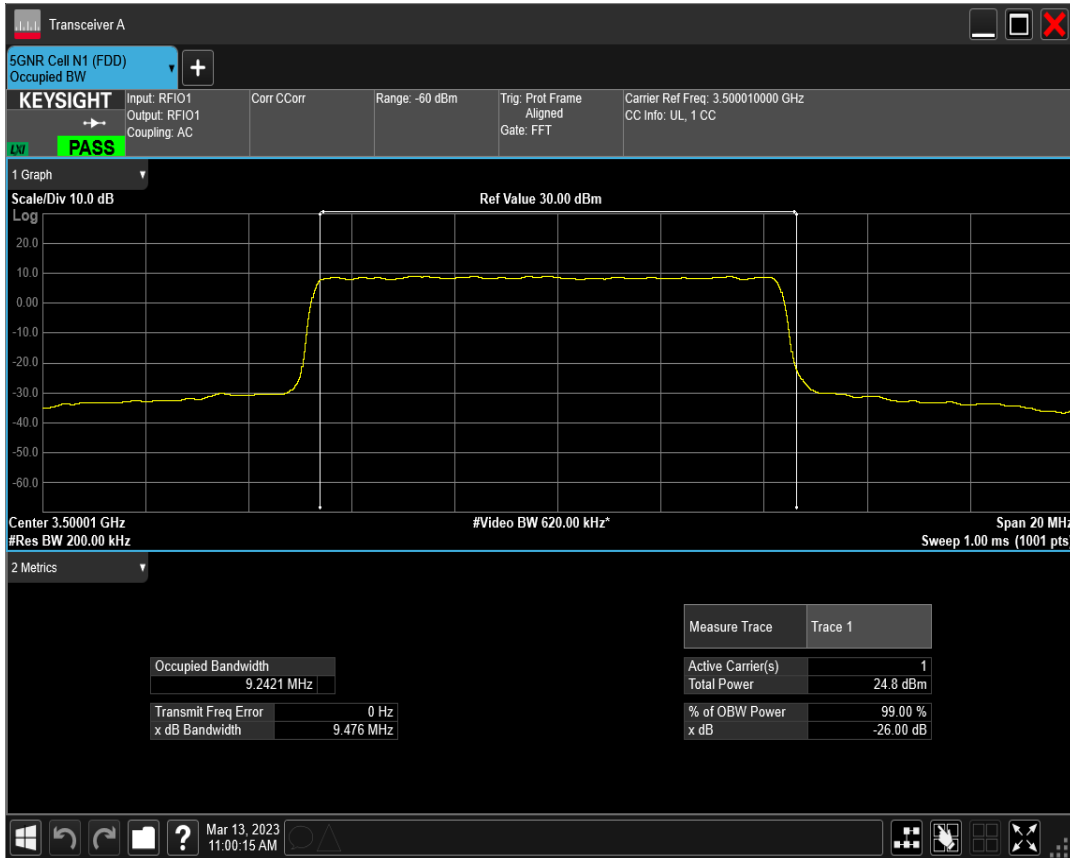 Transceiver A
5GNR Cell N1 (FDD)
Occupied BW
+
KEYSIGHT
LXI
PASS
Input: RFIO1
Output: RFIO1
Coupling: AC
Corr CCorr
Range: -60 dBm
Trig: Prot Frame
Aligned
Gate: FFT
Carrier Ref Freq: 3.500010000 GHz
CC Info: UL, 1 CC
1 Graph
Scale/Div 10.0 dB
Ref Value 30.00 dBm
Log
20.0
10.0
0.00
-10.0
-20.0
-30.0
-40.0
-50.0
-60.0
Center 3.50001 GHz
#Video BW 620.00 kHz*
Span 20 MHz
#Res BW 200.00 kHz
Sweep 1.00 ms (1001 pts)
2 Metrics
Measure Trace Trace 1
Occupied Bandwidth
9.2421 MHz
Active Carrier(s) 1
Total Power 24.8 dBm
Transmit Freq Error 0 Hz
x dB Bandwidth 9.476 MHz
% of OBW Power 99.00 %
x dB -26.00 dB
?
Mar 13, 2023
11:00:15 AM